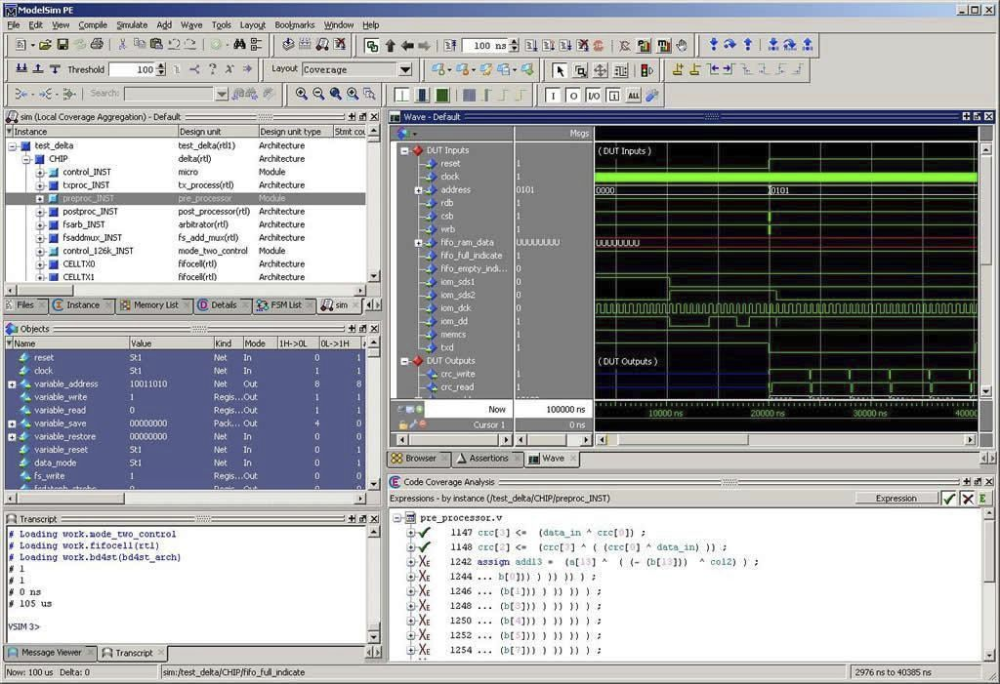 ModelSim PE
File Edit View Compile Simulate Add Wave Tools Layout Bookmarks Window Help
100 ns
Threshold 100 Layout Coverage
Search: I O I/O ALL
sim (Local Coverage Aggregation) - Default
Instance Design unit Design unit type Stmt cou
test_delta test_delta(rtl1) Architecture
CHIP delta(rtl) Architecture
control_INST micro Module
txproc_INST tx_process(rtl) Architecture
preproc_INST pre_processor Module
postproc_INST post_processor(rtl) Architecture
fsarb_INST arbitrator(rtl) Architecture
fsaddmux_INST fs_add_mux(rtl) Architecture
control_126k_INST mode_two_control Module
CELLTX0 fifocell(rtl) Architecture
CELLTX1 fifocell(rtl) Architecture
Files Instance Memory List Details FSM List sim
Objects
Name Value Kind Mode 1H->0L 0L->1H
reset St1 Net In 0 1
clock St1 Net In 1 1
variable_address 10011010 Net Out 8 8
variable_write 1 Regis... Out 1 1
variable_read 0 Regis... Out 1 1
variable_save 00000000 Pack... Out 4 0
variable_restore 00000000 Net In 0 0
variable_reset St1 Net In 0 1
data_mode St1 Net In 0 1
fs_write 1 Regis... Out 0 1
Transcript
# Loading work.mode_two_control
# Loading work.fifocell(rtl)
# Loading work.bd4st(bd4st_arch)
# 1
# 1
# 0 ns
# 105 us
VSIM 3>
Message Viewer Transcript
Wave - Default
Msgs
DUT Inputs ( DUT Inputs )
reset 1
clock 1
address 0101 0000 0101
rdb 1
csb 1
wrb 1
fifo_ram_data UUUUUUUU UUUUUUUU
fifo_full_indicate 1
fifo_empty_indi... 0
iom_sds1 0
iom_sds2 0
iom_dck 0
iom_dd 0
memcs 1
txd 1
DUT Outputs ( DUT Outputs )
crc_write 1
crc_read 1
Now 100000 ns 10000 ns 20000 ns 30000 ns 40000
Cursor 1 0 ns
Browser Assertions Wave
Code Coverage Analysis
Expressions - by instance (/test_delta/CHIP/preproc_INST) Expression E
pre_processor.v
1147 crc[3] <= (data_in ^ crc[0]) ;
1148 crc[2] <= (crc[3] ^ ( (crc[0] ^ data_in) )) ;
1242 assign add13 = (a[13] ^ ( (~ (b[13])) ^ col2) ) ;
1244 ... b[0])) ) )) )) ) ;
1246 ... (b[1])) ) )) )) ) ;
1248 ... (b[3])) ) )) )) ) ;
1250 ... (b[4])) ) )) )) ) ;
1252 ... (b[5])) ) )) )) ) ;
1254 ... (b[7])) ) )) )) ) ;
Now: 100 us Delta: 0 sim:/test_delta/CHIP/fifo_full_indicate 2976 ns to 40385 ns